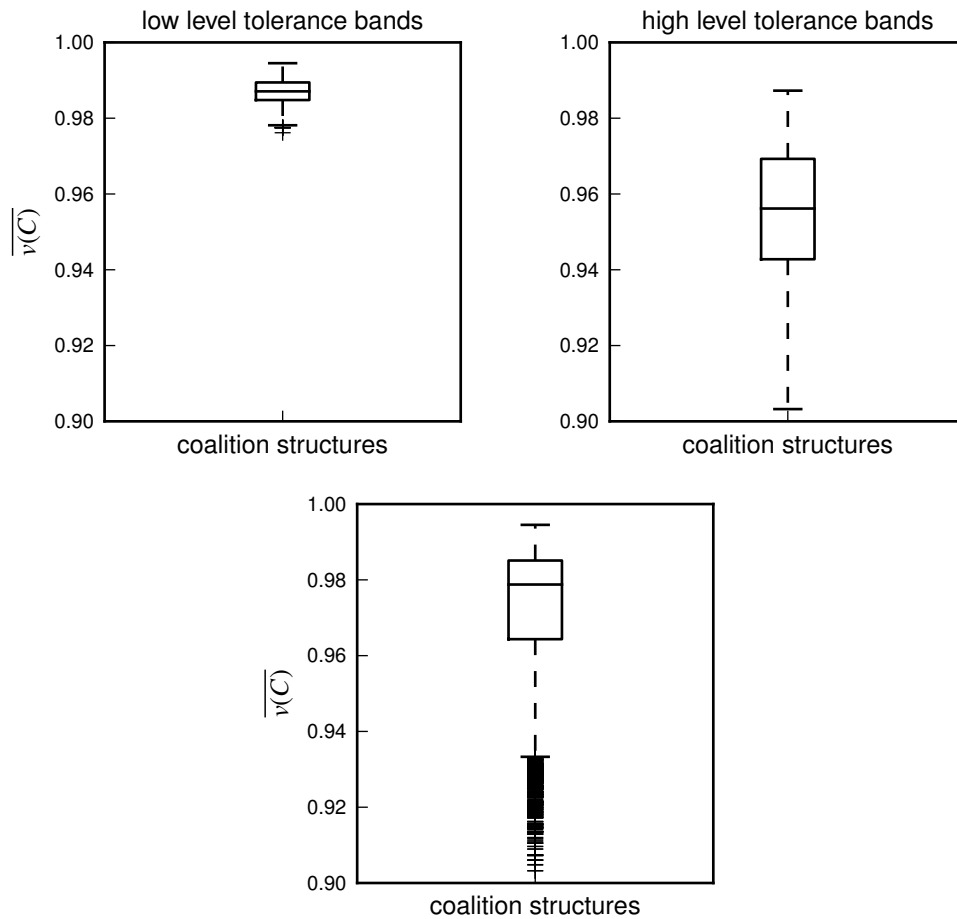 low level tolerance bands
high level tolerance bands
1.00
0.98
0.96
0.94
0.92
0.90
v(C)
coalition structures
1.00
0.98
0.96
0.94
0.92
0.90
coalition structures
1.00
0.98
0.96
0.94
0.92
0.90
v(C)
coalition structures